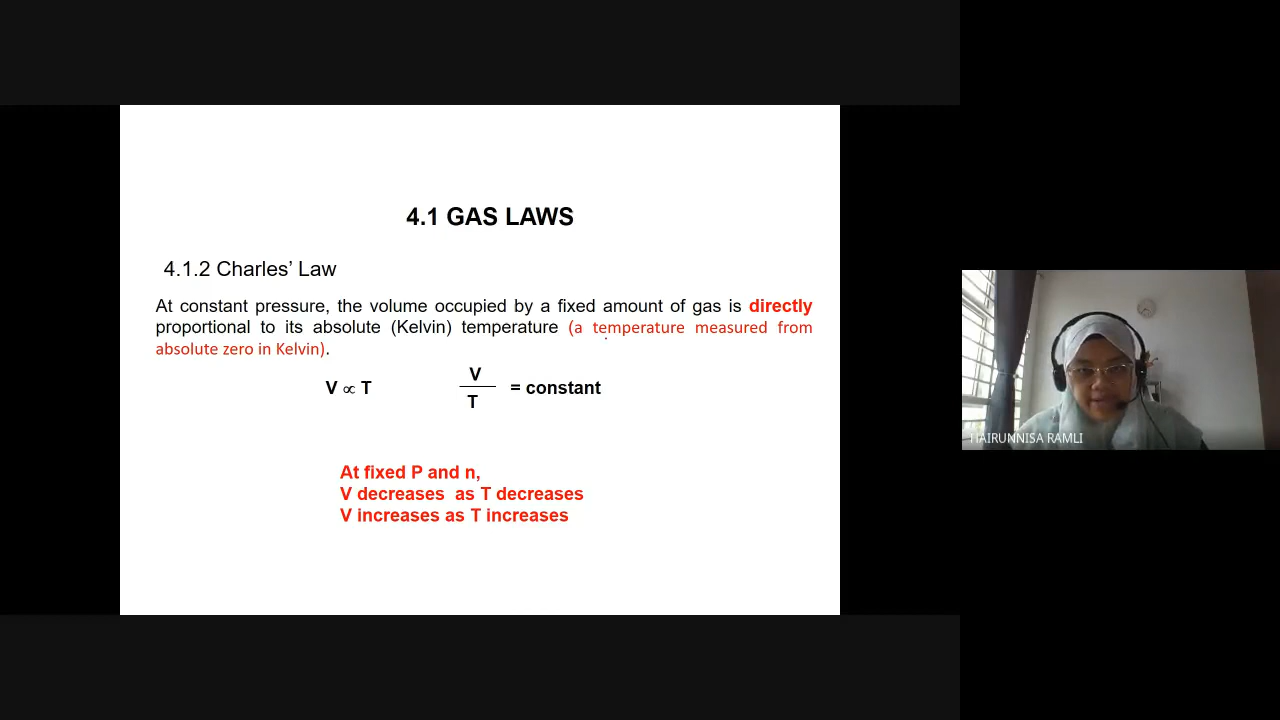 4.1 GAS LAWS
4.1.2 Charles’ Law
At constant pressure, the volume occupied by a fixed amount of gas is directly
proportional to its absolute (Kelvin) temperature (a temperature measured from
absolute zero in Kelvin).
V ∝ T
V
T
= constant
At fixed P and n,
V decreases as T decreases
V increases as T increases
HAIRUNNISA RAMLI